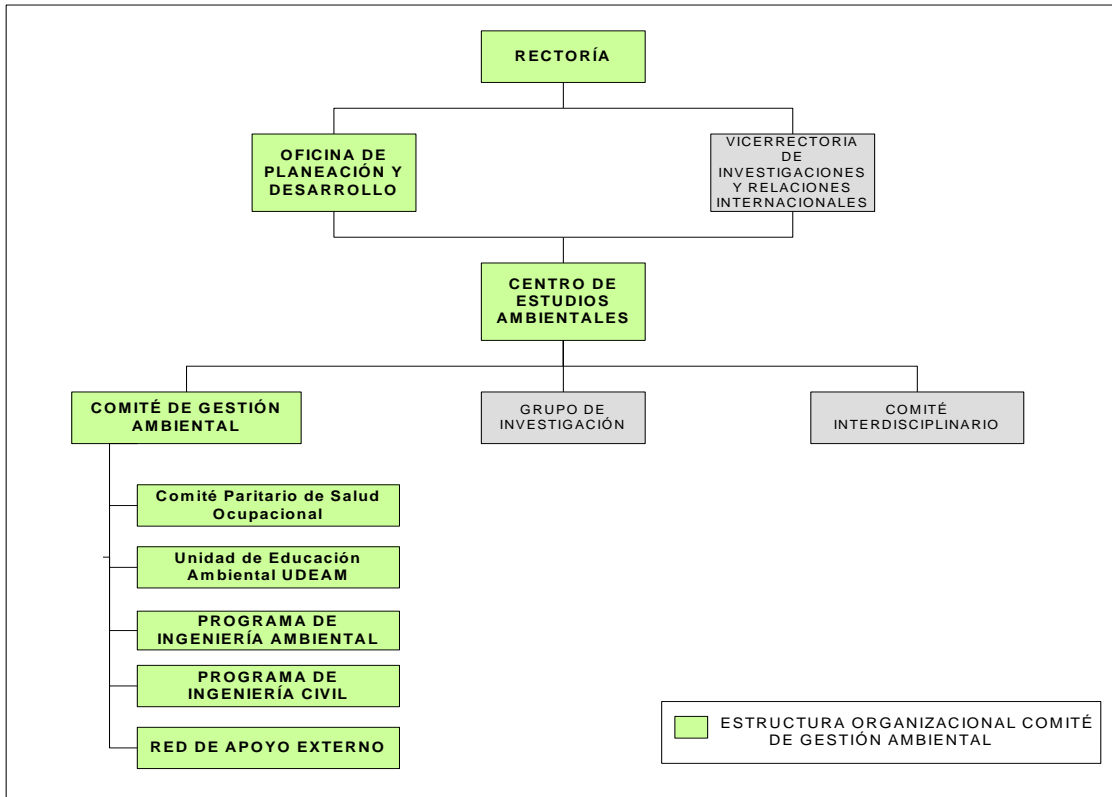 RECTORÍA
OFICINA DE
PLANEACIÓN Y
DESARROLLO
VICERRECTORIA
DE
INVESTIGACIONES
Y RELACIONES
INTERNACIONALES
CENTRO DE
ESTUDIOS
AMBIENTALES
COMITÉ DE GESTIÓN
AMBIENTAL
GRUPO DE
INVESTIGACIÓN
COMITÉ
INTERDISCIPLINARIO
Comité Paritario de Salud
Ocupacional
Unidad de Educación
Ambiental UDEAM
PROGRAMA DE
INGENIERÍA AMBIENTAL
PROGRAMA DE
INGENIERÍA CIVIL
RED DE APOYO EXTERNO
ESTRUCTURA ORGANIZACIONAL COMITÉ
DE GESTIÓN AMBIENTAL